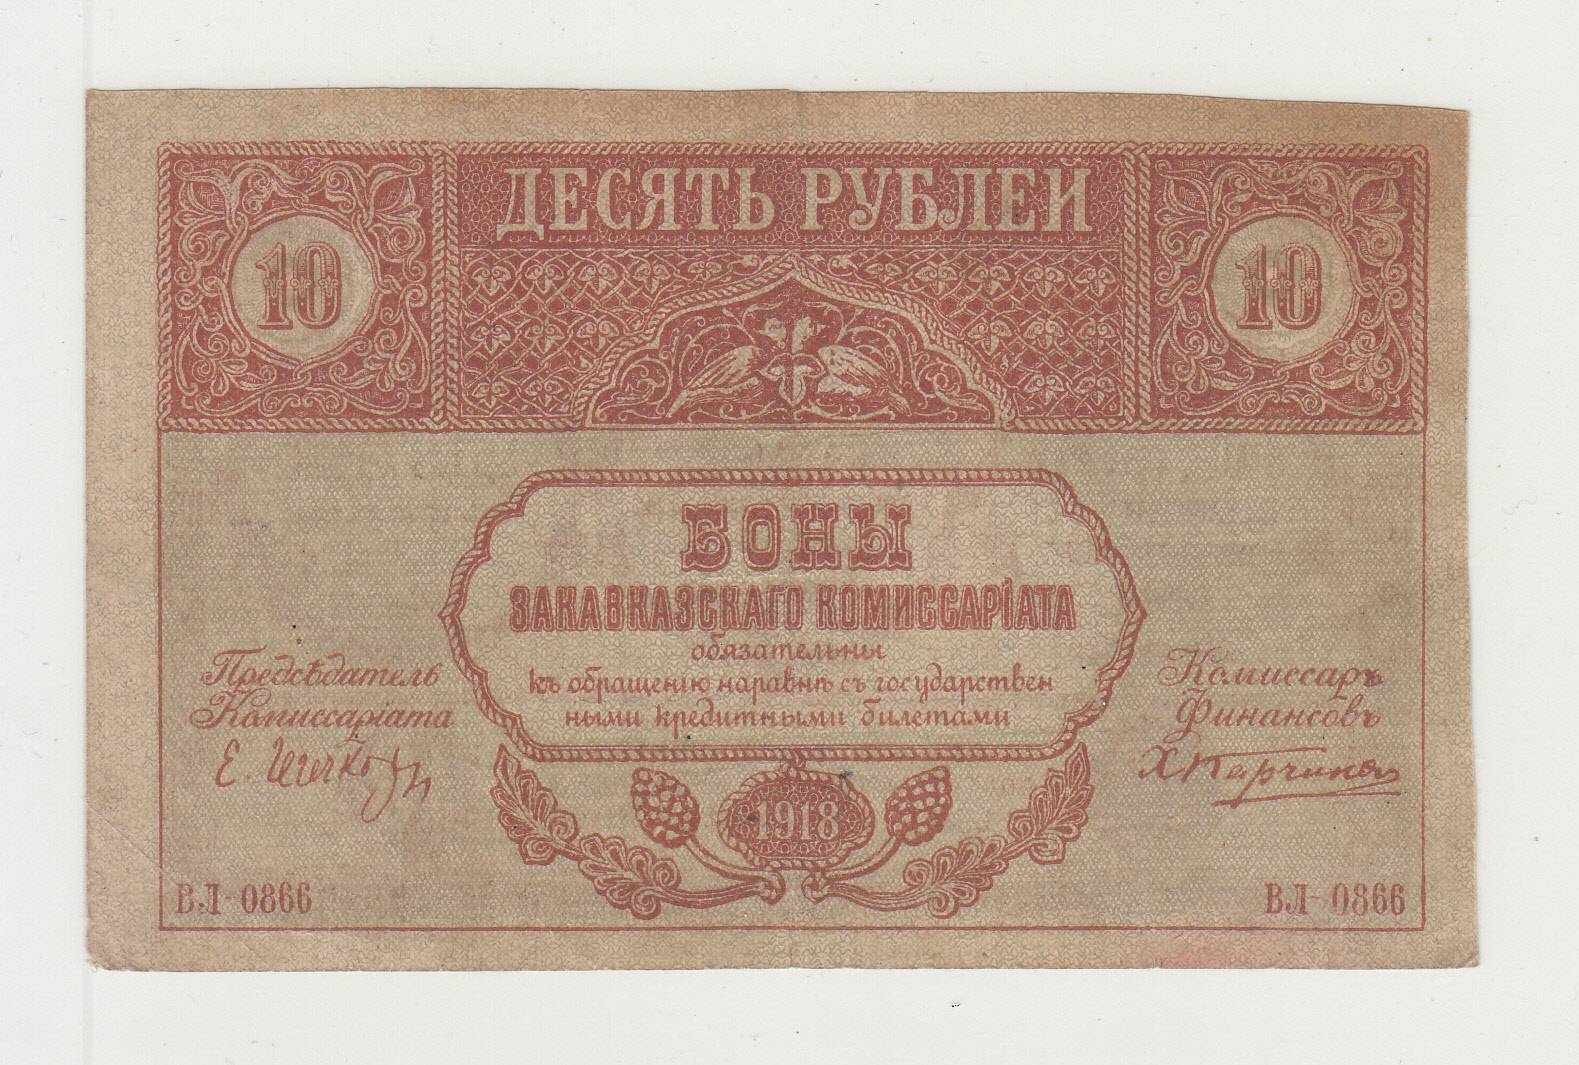 ДЕСЯТЬ РУБЛЕЙ
10
10
БОНЫ
ЗАКАВКАЗСКАГО КОМИССАРІАТА
обязательны
къ обращенію наравнѣ съ государствен
ными кредитными билетами
Предсѣдатель
Комиссаріата
Комиссаръ
Финансовъ
1918
ВЛ-0866
ВЛ-0866